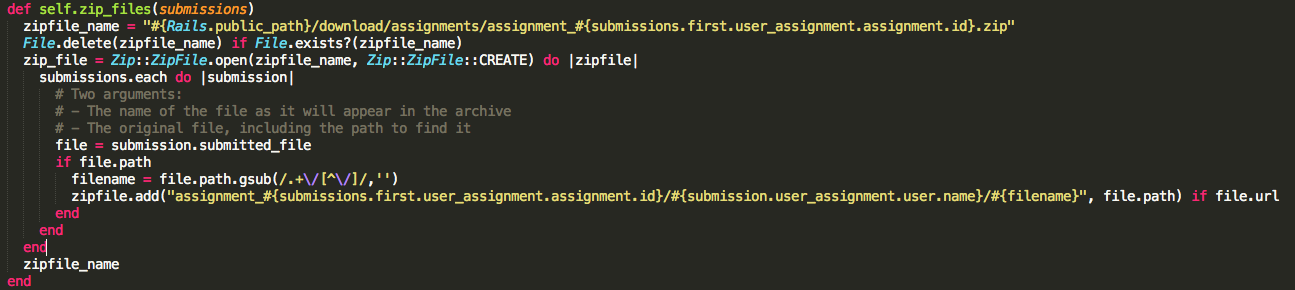 def self.zip_files(submissions)
  zipfile_name = "#{Rails.public_path}/download/assignments/assignment_#{submissions.first.user_assignment.assignment.id}.zip"
  File.delete(zipfile_name) if File.exists?(zipfile_name)
  zip_file = Zip::ZipFile.open(zipfile_name, Zip::ZipFile::CREATE) do |zipfile|
    submissions.each do |submission|
      # Two arguments:
      # - The name of the file as it will appear in the archive
      # - The original file, including the path to find it
      file = submission.submitted_file
      if file.path
        filename = file.path.gsub(/.+\/[^\/]/,'')
        zipfile.add("assignment_#{submissions.first.user_assignment.assignment.id}/#{submission.user_assignment.user.name}/#{filename}", file.path) if file.url
      end
    end
  end
  zipfile_name
end